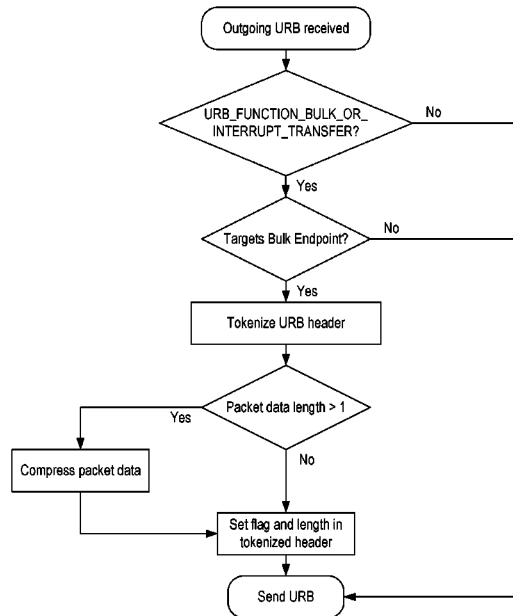 Outgoing URB received
URB_FUNCTION_BULK_OR_
INTERRUPT_TRANSFER?
No
Yes
Targets Bulk Endpoint?
No
Yes
Tokenize URB header
Packet data length > 1
Yes
No
Compress packet data
Set flag and length in
tokenized header
Send URB